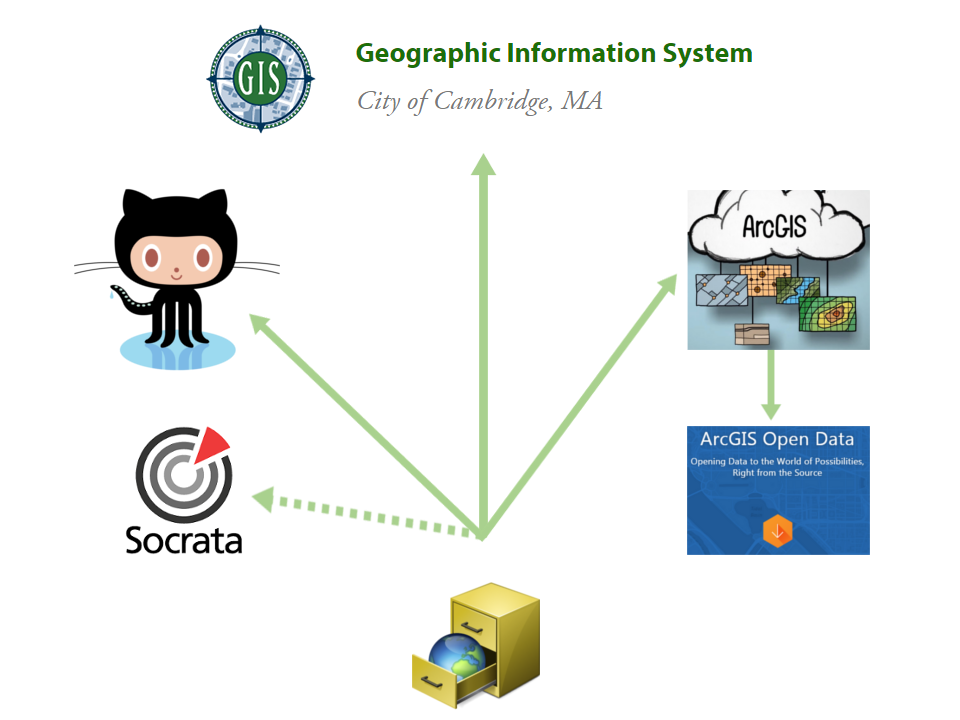 GIS
Geographic Information System
City of Cambridge, MA
ArcGIS
ArcGIS Open Data
Opening Data to the World of Possibilities,
Right from the Source
Socrata